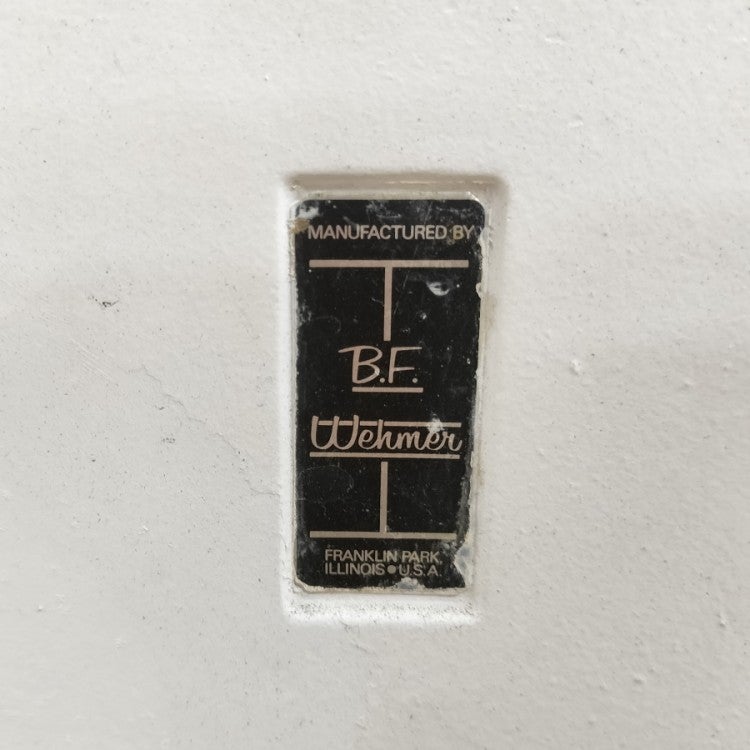 MANUFACTURED BY
B.F.
Wehmer
FRANKLIN PARK
ILLINOIS • U.S.A.